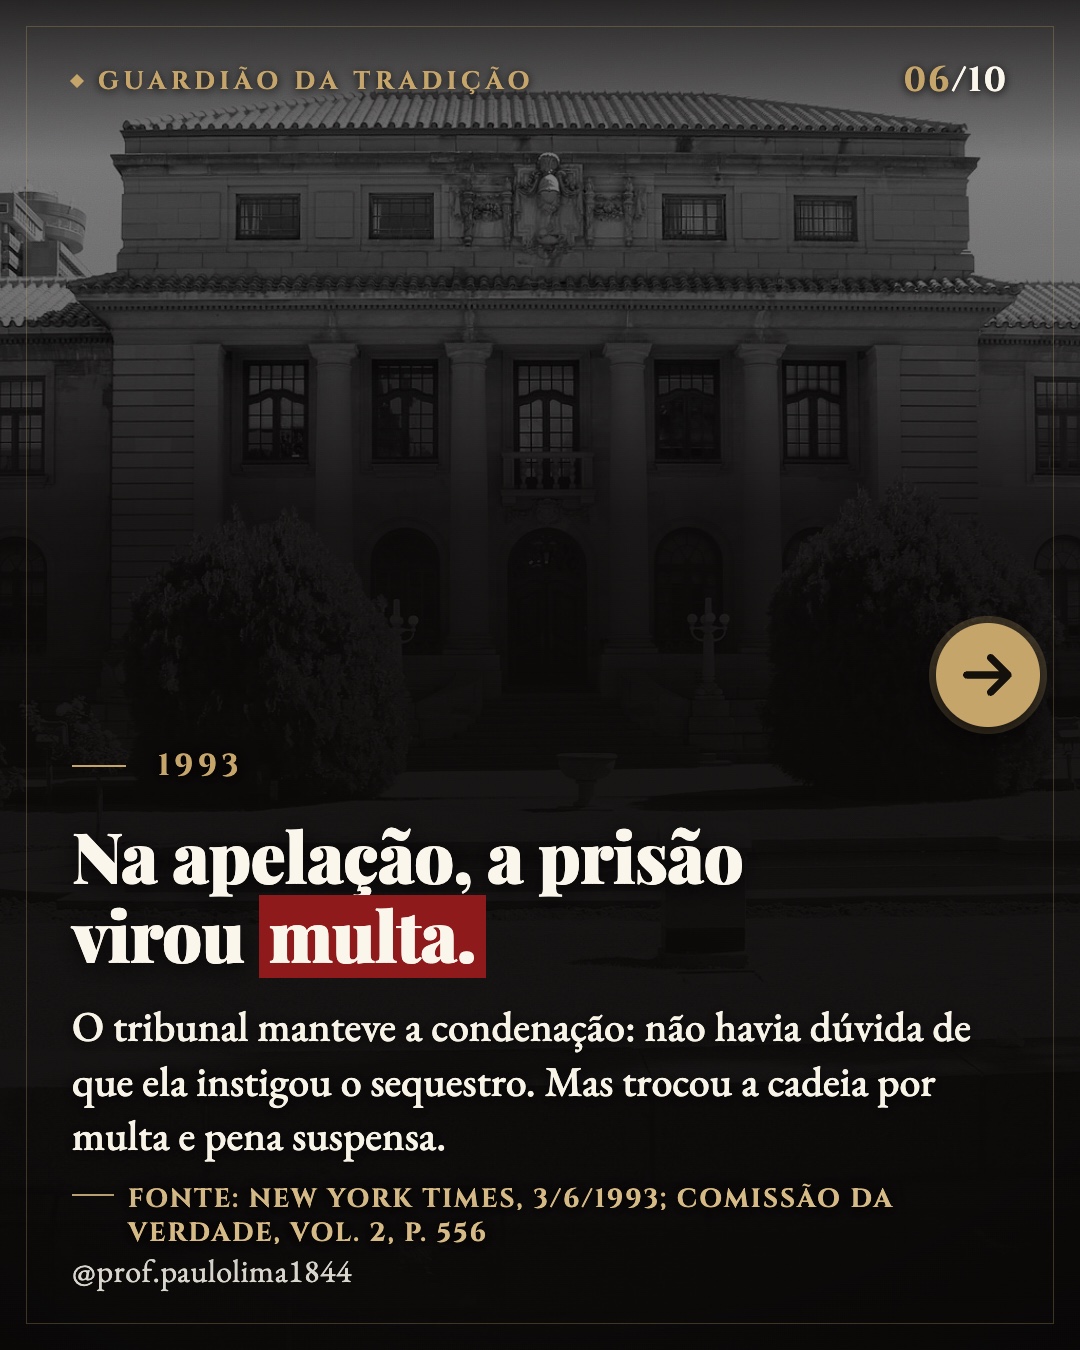 GUARDIÃO DA TRADIÇÃO
06/10
1993
Na apelação, a prisão
virou multa.
O tribunal manteve a condenação: não havia dúvida de
que ela instigou o sequestro. Mas trocou a cadeia por
multa e pena suspensa.
FONTE: NEW YORK TIMES, 3/6/1993; COMISSÃO DA
VERDADE, VOL. 2, P. 556
@prof.paulolima1844